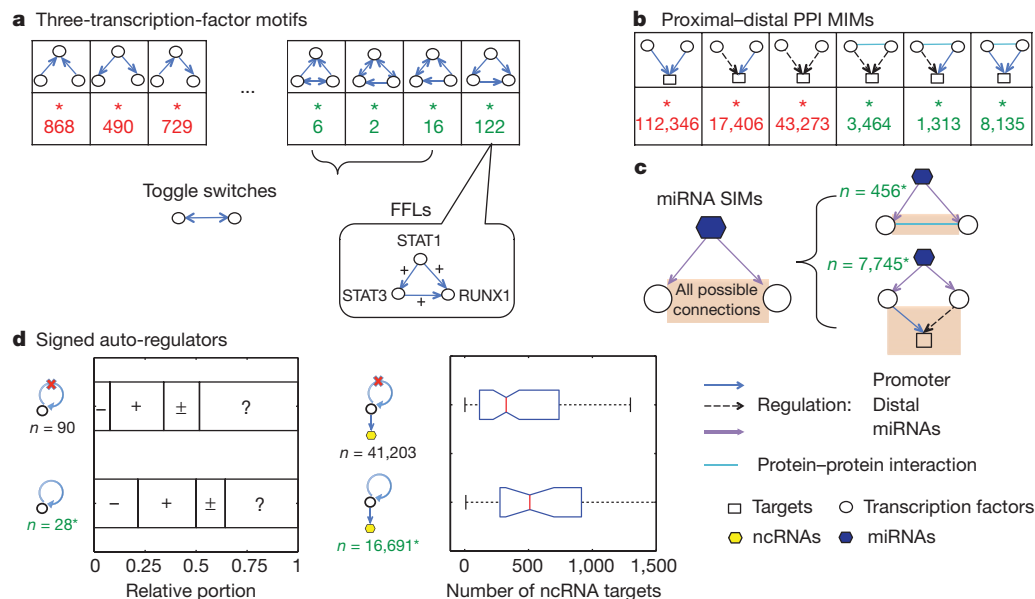 a Three-transcription-factor motifs
* * * ... * * * *
868 490 729 6 2 16 122
Toggle switches
FFLs
STAT1
+ +
STAT3 + RUNX1
b Proximal–distal PPI MIMs
* * * * * *
112,346 17,406 43,273 3,464 1,313 8,135
c
miRNA SIMs
All possible
connections
n = 456*
n = 7,745*
Promoter
Regulation: Distal
miRNAs
Protein–protein interaction
Targets Transcription factors
ncRNAs miRNAs
d Signed auto-regulators
n = 90
– + ± ?
n = 28*
– + ± ?
0 0.25 0.5 0.75 1
Relative portion
n = 41,203
n = 16,691*
0 500 1,000 1,500
Number of ncRNA targets